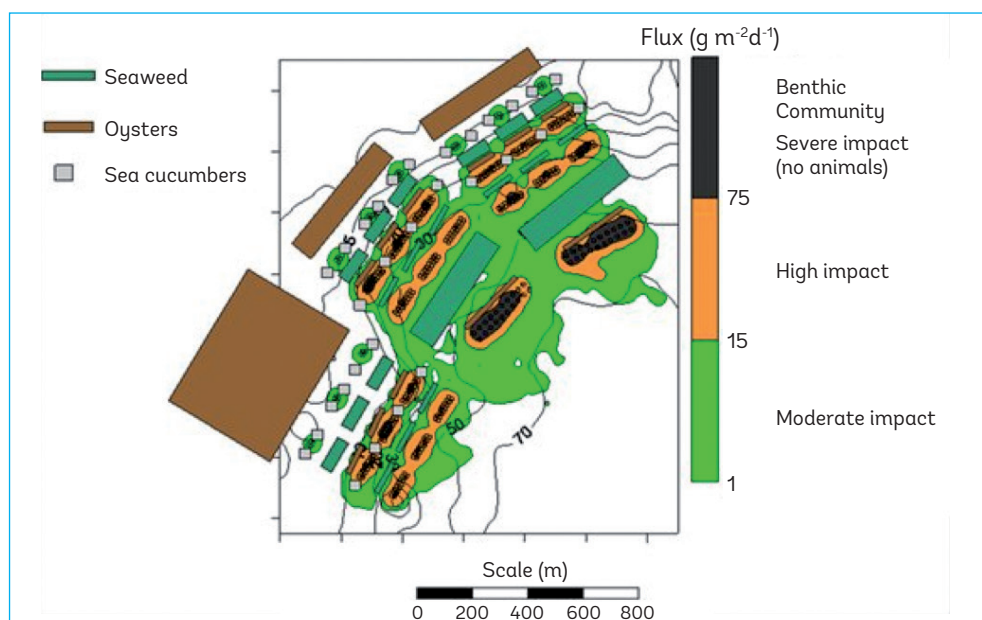 Flux (g m⁻²d⁻¹)
Seaweed
Oysters
Sea cucumbers
Benthic
Community
Severe impact
(no animals)
75
High impact
15
Moderate impact
1
30
50
70
Scale (m)
0 200 400 600 800